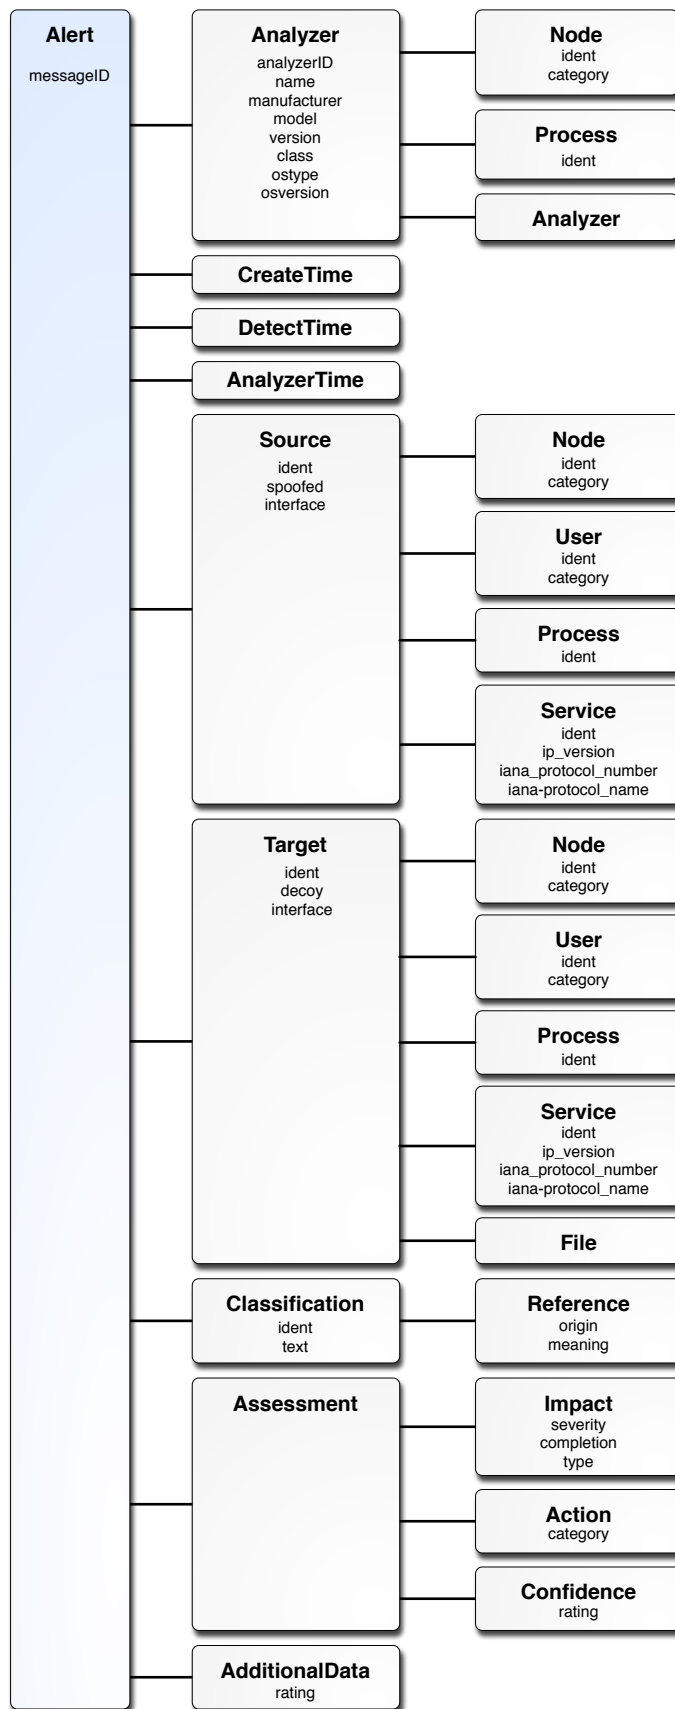 Alert
messageID
Analyzer
analyzerID
name
manufacturer
model
version
class
ostype
osversion
Node
ident
category
Process
ident
Analyzer
CreateTime
DetectTime
AnalyzerTime
Source
ident
spoofed
interface
Node
ident
category
User
ident
category
Process
ident
Service
ident
ip_version
iana_protocol_number
iana-protocol_name
Target
ident
decoy
interface
Node
ident
category
User
ident
category
Process
ident
Service
ident
ip_version
iana_protocol_number
iana-protocol_name
File
Classification
ident
text
Reference
origin
meaning
Assessment
Impact
severity
completion
type
Action
category
Confidence
rating
AdditionalData
rating